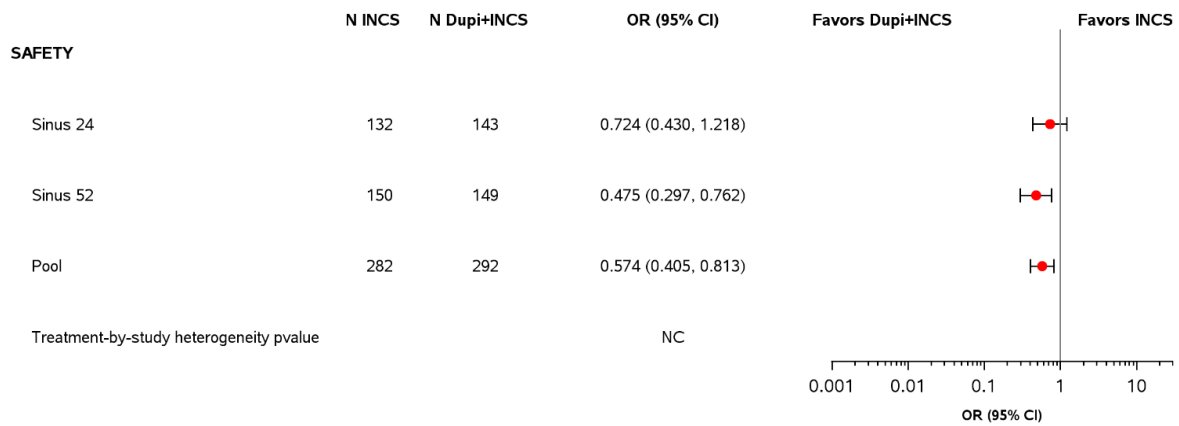 N INCS N Dupi+INCS OR (95% CI) Favors Dupi+INCS Favors INCS
SAFETY
Sinus 24 132 143 0.724 (0.430, 1.218)
Sinus 52 150 149 0.475 (0.297, 0.762)
Pool 282 292 0.574 (0.405, 0.813)
Treatment-by-study heterogeneity pvalue NC
0.001 0.01 0.1 1 10
OR (95% CI)